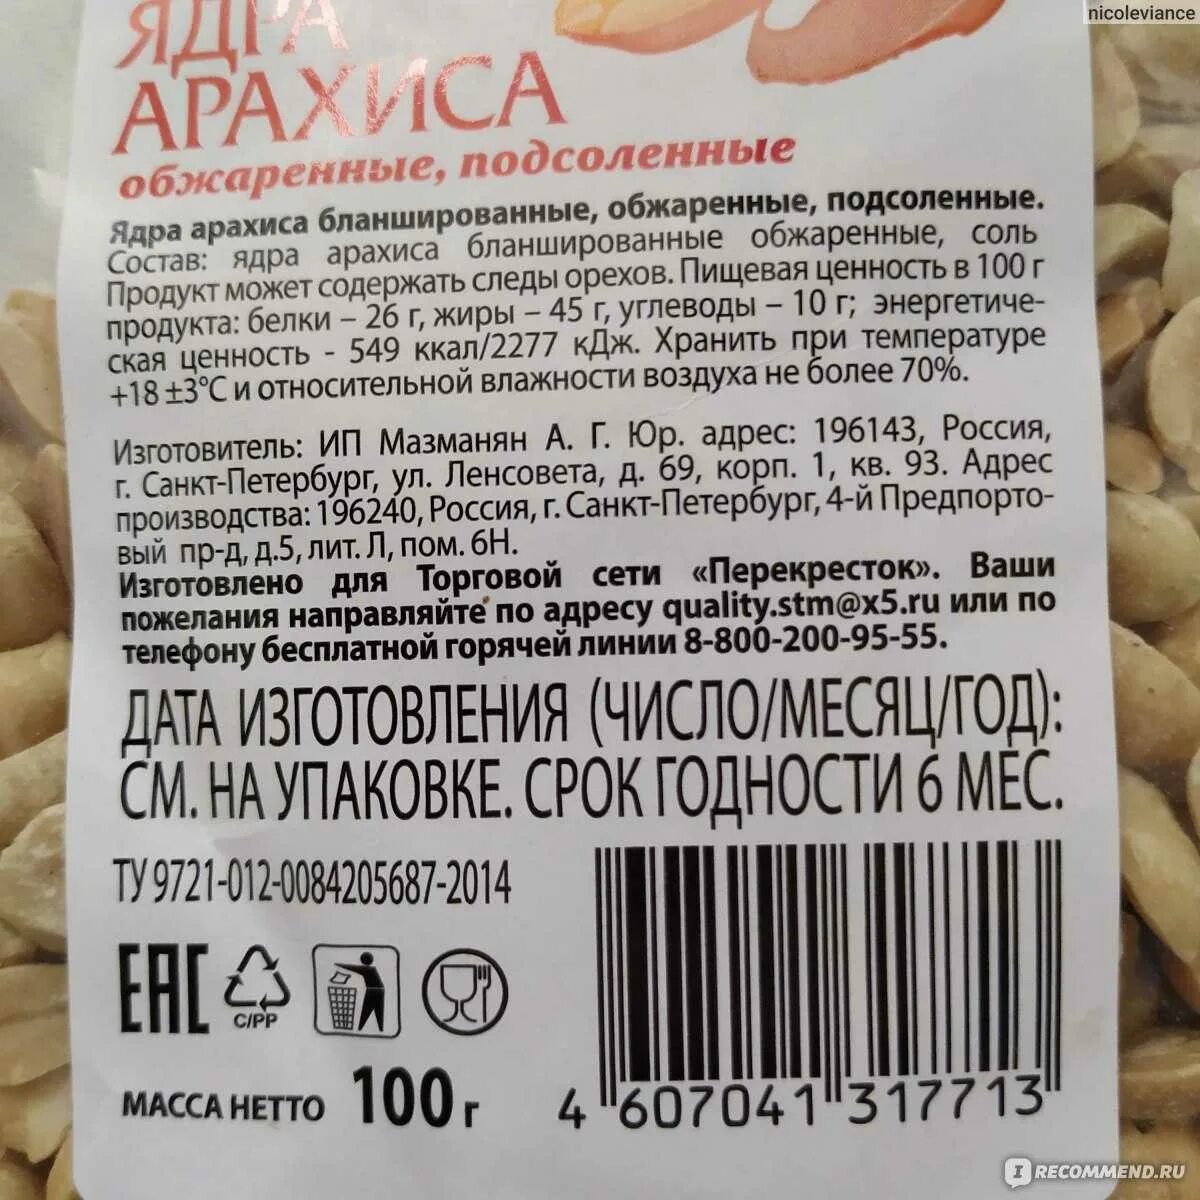 nicoleviance
ЯДРА
АРАХИСА
обжаренные, подсоленные
Ядра арахиса бланшированные, обжаренные, подсоленные.
Состав: ядра арахиса бланшированные обжаренные, соль
Продукт может содержать следы орехов. Пищевая ценность в 100 г
продукта: белки – 26 г, жиры – 45 г, углеводы – 10 г; энергетиче-
ская ценность - 549 ккал/2277 кДж. Хранить при температуре
+18 ±3°С и относительной влажности воздуха не более 70%.
Изготовитель: ИП Мазманян А. Г. Юр. адрес: 196143, Россия,
г. Санкт-Петербург, ул. Ленсовета, д. 69, корп. 1, кв. 93. Адрес
производства: 196240, Россия, г. Санкт-Петербург, 4-й Предпорто-
вый пр-д, д.5, лит. Л, пом. 6Н.
Изготовлено для Торговой сети «Перекресток». Ваши
пожелания направляйте по адресу quality.stm@x5.ru или по
телефону бесплатной горячей линии 8-800-200-95-55.
ДАТА ИЗГОТОВЛЕНИЯ (ЧИСЛО/МЕСЯЦ/ГОД):
СМ. НА УПАКОВКЕ. СРОК ГОДНОСТИ 6 МЕС.
ТУ 9721-012-0084205687-2014
ЕАС
C/PP
МАССА НЕТТО 100 г
4 607041 317713
I RECOMMEND.RU